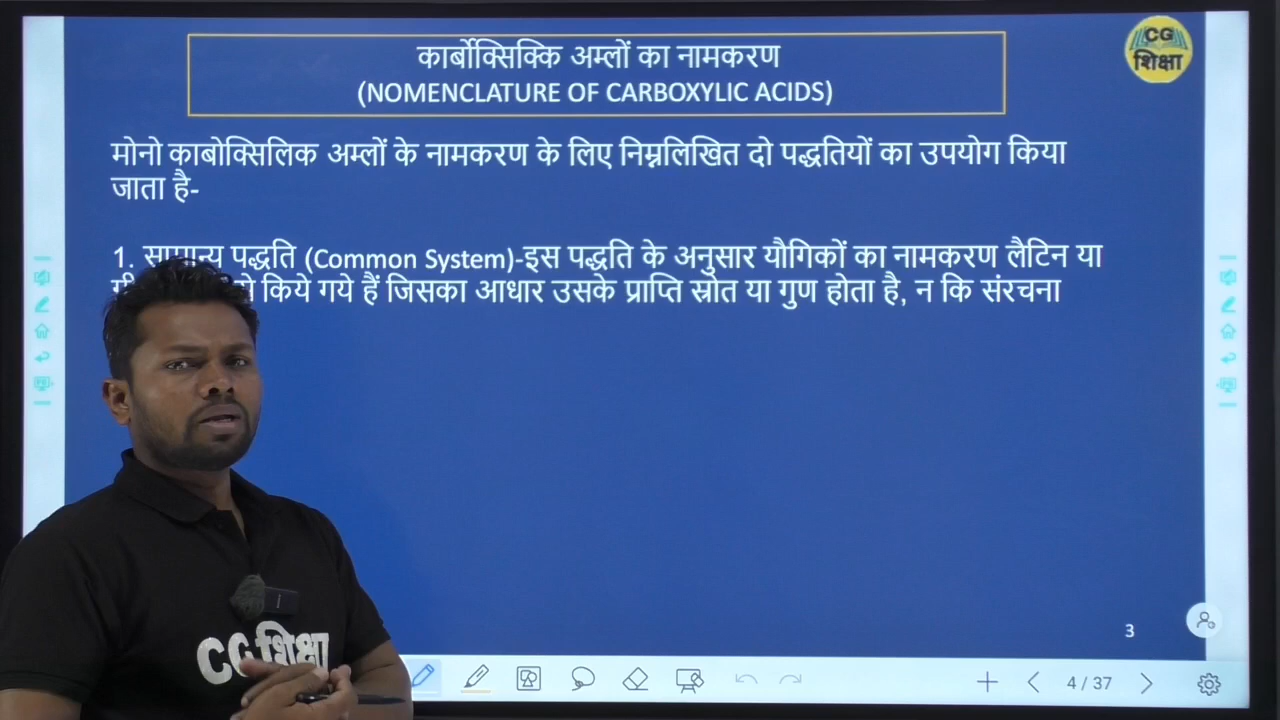 कार्बोक्सिक्कि अम्लों का नामकरण
(NOMENCLATURE OF CARBOXYLIC ACIDS)
CG
शिक्षा
मोनो काबोक्सिलिक अम्लों के नामकरण के लिए निम्नलिखित दो पद्धतियों का उपयोग किया
जाता है-
1. सामान्य पद्धति (Common System)-इस पद्धति के अनुसार यौगिकों का नामकरण लैटिन या
किये गये हैं जिसका आधार उसके प्राप्ति स्रोत या गुण होता है, न कि संरचना
CG शिक्षा
3
4 / 37